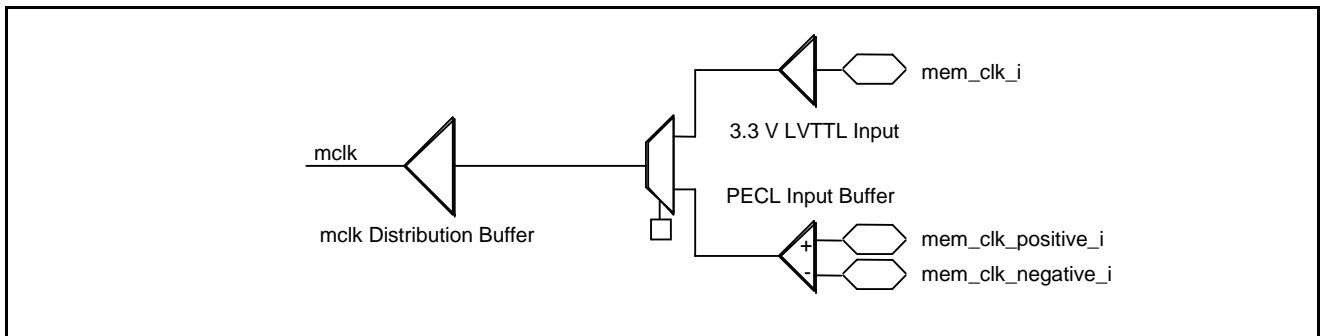 mem_clk_i
3.3 V LVTTL Input
mclk
PECL Input Buffer
mclk Distribution Buffer
+
mem_clk_positive_i
-
mem_clk_negative_i